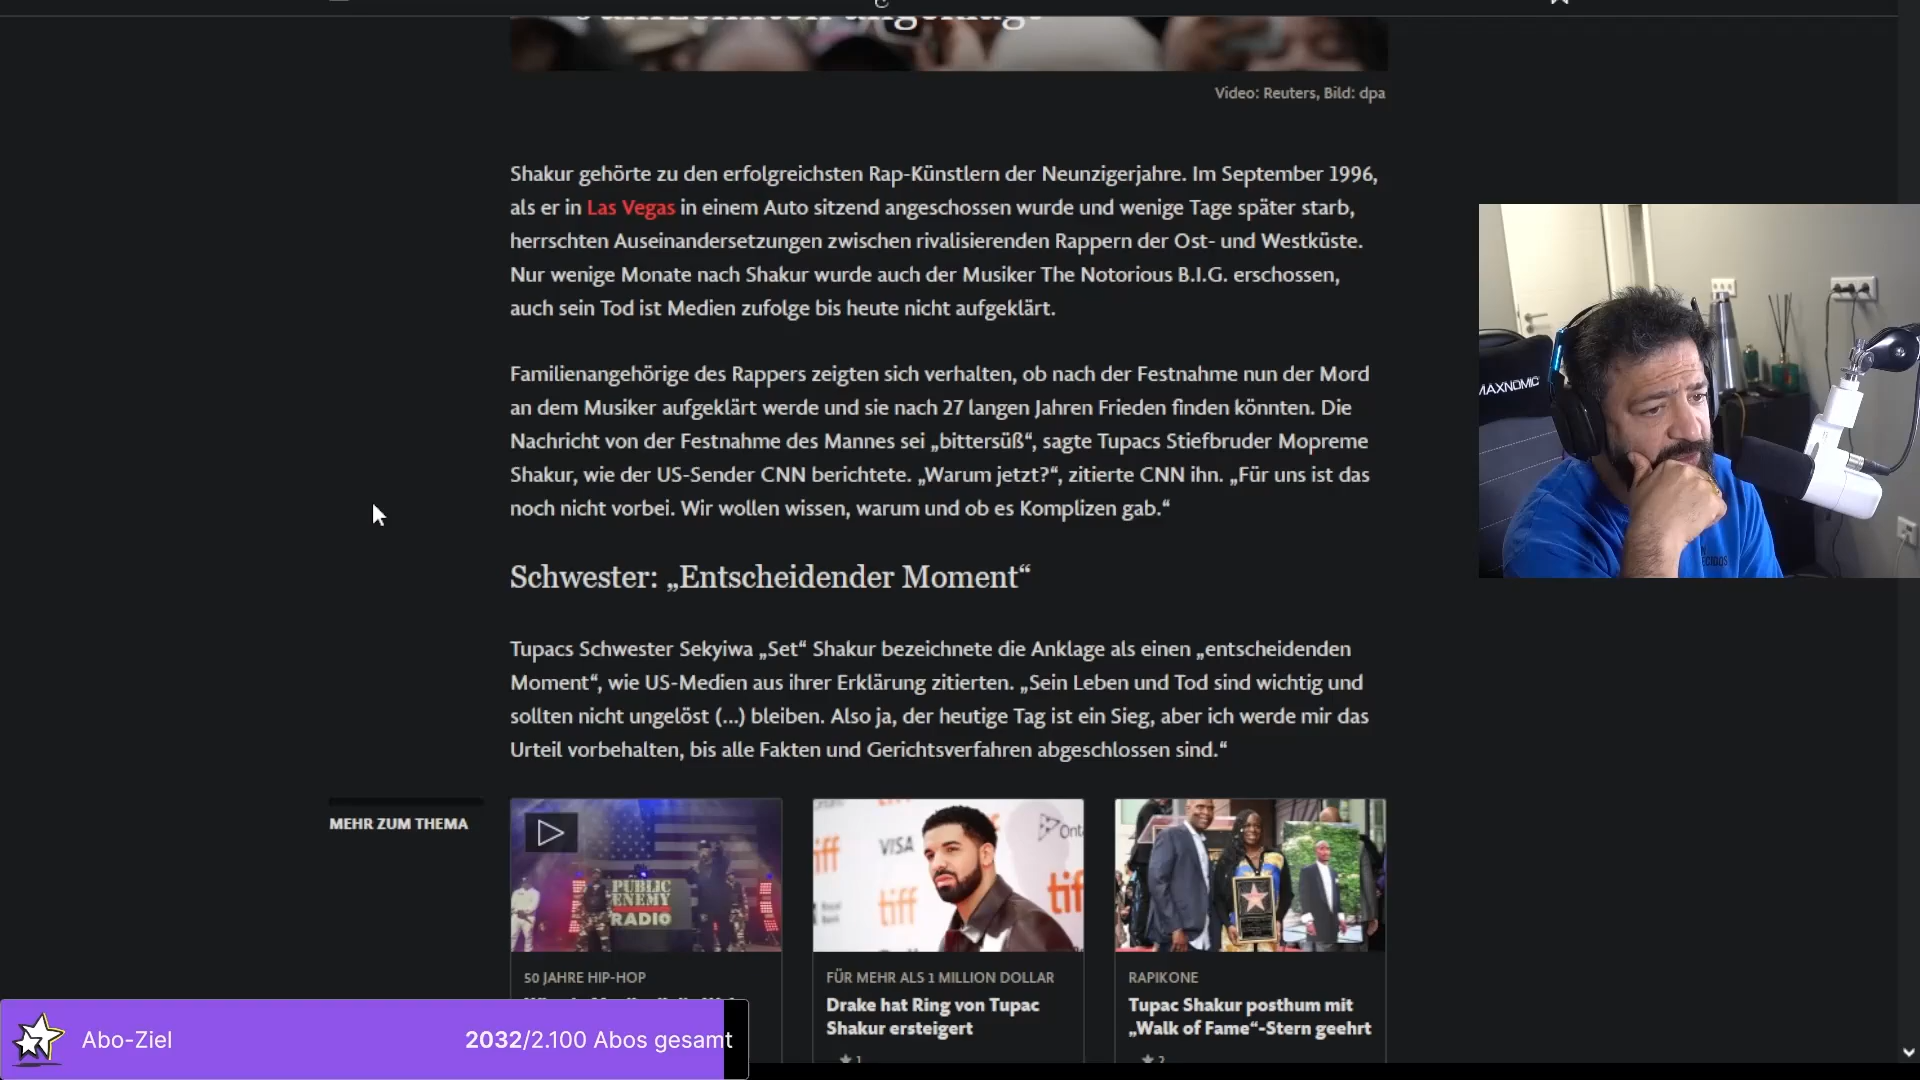 Video: Reuters, Bild: dpa
Shakur gehörte zu den erfolgreichsten Rap-Künstlern der Neunzigerjahre. Im September 1996,
als er in Las Vegas in einem Auto sitzend angeschossen wurde und wenige Tage später starb,
herrschten Auseinandersetzungen zwischen rivalisierenden Rappern der Ost- und Westküste.
Nur wenige Monate nach Shakur wurde auch der Musiker The Notorious B.I.G. erschossen,
auch sein Tod ist Medien zufolge bis heute nicht aufgeklärt.
MAXNOMIC
Familienangehörige des Rappers zeigten sich verhalten, ob nach der Festnahme nun der Mord
an dem Musiker aufgeklärt werde und sie nach 27 langen Jahren Frieden finden könnten. Die
Nachricht von der Festnahme des Mannes sei „bittersüß“, sagte Tupacs Stiefbruder Mopreme
Shakur, wie der US-Sender CNN berichtete. „Warum jetzt?“, zitierte CNN ihn. „Für uns ist das
noch nicht vorbei. Wir wollen wissen, warum und ob es Komplizen gab.“
Schwester: „Entscheidender Moment“
Tupacs Schwester Sekyiwa „Set“ Shakur bezeichnete die Anklage als einen „entscheidenden
Moment“, wie US-Medien aus ihrer Erklärung zitierten. „Sein Leben und Tod sind wichtig und
sollten nicht ungelöst (...) bleiben. Also ja, der heutige Tag ist ein Sieg, aber ich werde mir das
Urteil vorbehalten, bis alle Fakten und Gerichtsverfahren abgeschlossen sind.“
MEHR ZUM THEMA
PUBLIC
ENEMY
RADIO
VISA
tiff
tiff
50 JAHRE HIP-HOP
FÜR MEHR ALS 1 MILLION DOLLAR
Drake hat Ring von Tupac
Shakur ersteigert
1
RAPIKONE
Tupac Shakur posthum mit
„Walk of Fame“-Stern geehrt
2
Abo-Ziel
2032/2.100 Abos gesamt